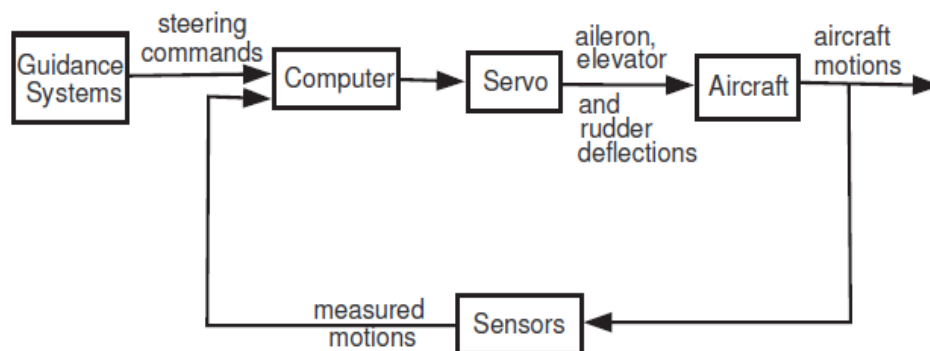 steering
commands
Guidance
Systems
Computer
Servo
aileron,
elevator
and
rudder
deflections
Aircraft
aircraft
motions
measured
motions
Sensors